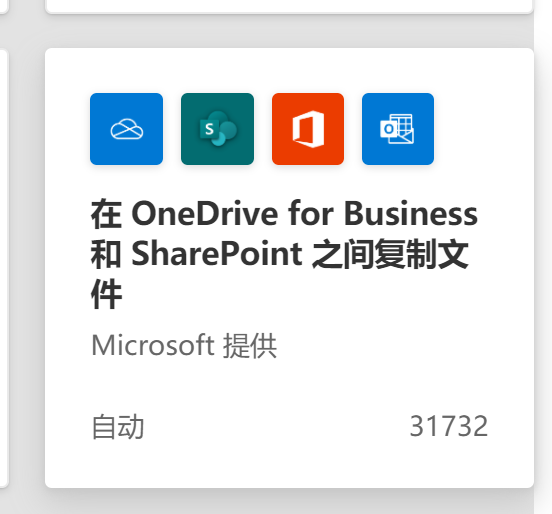 在 OneDrive for Business
和 SharePoint 之间复制文
件
Microsoft 提供
自动 31732